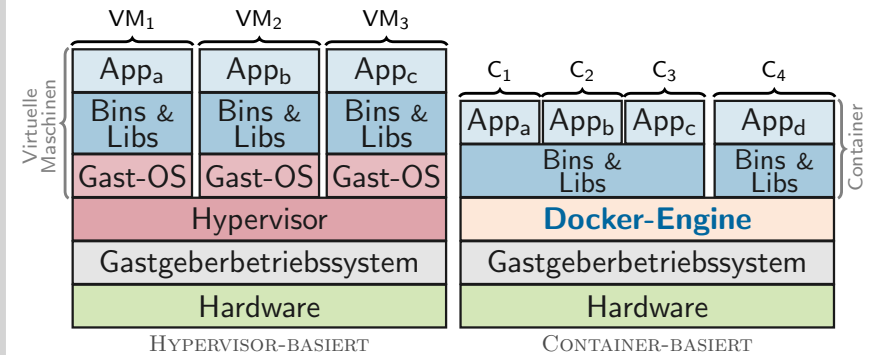 VM1 VM2 VM3
Appa Appb Appc
Bins & Libs Bins & Libs Bins & Libs
Gast-OS Gast-OS Gast-OS
Virtuelle Maschinen
Hypervisor
Gastgeberbetriebssystem
Hardware
HYPERVISOR-BASIERT
C1 C2 C3 C4
Appa Appb Appc Appd
Bins & Libs Bins & Libs
Container
Docker-Engine
Gastgeberbetriebssystem
Hardware
CONTAINER-BASIERT